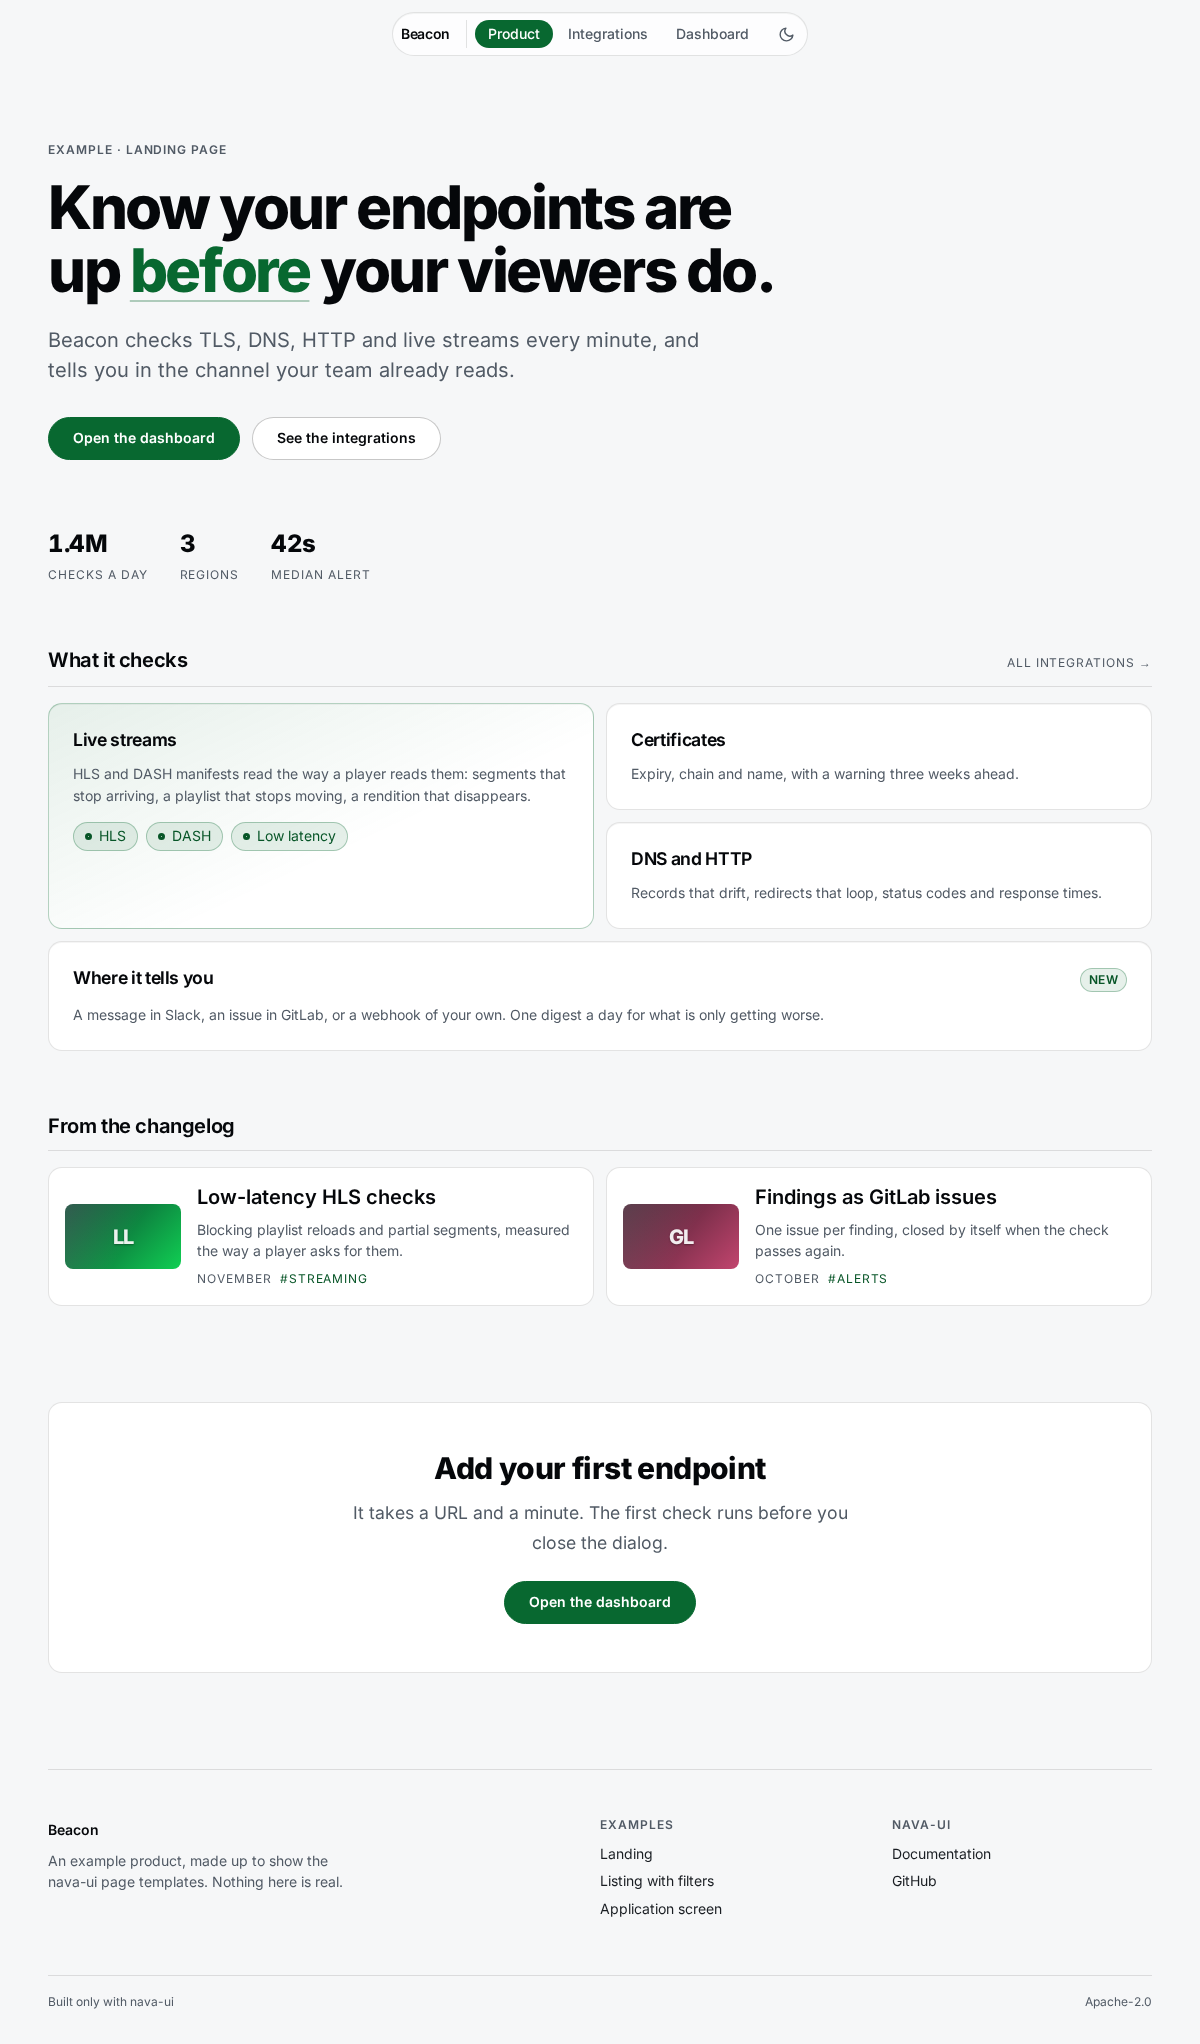 Beacon
Product
Integrations
Dashboard
EXAMPLE · LANDING PAGE
Know your endpoints are
up before your viewers do.
Beacon checks TLS, DNS, HTTP and live streams every minute, and
tells you in the channel your team already reads.
Open the dashboard
See the integrations
1.4M
CHECKS A DAY
3
REGIONS
42s
MEDIAN ALERT
What it checks
ALL INTEGRATIONS →
Live streams
HLS and DASH manifests read the way a player reads them: segments that
stop arriving, a playlist that stops moving, a rendition that disappears.
HLS
DASH
Low latency
Certificates
Expiry, chain and name, with a warning three weeks ahead.
DNS and HTTP
Records that drift, redirects that loop, status codes and response times.
Where it tells you
NEW
A message in Slack, an issue in GitLab, or a webhook of your own. One digest a day for what is only getting worse.
From the changelog
LL
Low-latency HLS checks
Blocking playlist reloads and partial segments, measured
the way a player asks for them.
NOVEMBER #STREAMING
GL
Findings as GitLab issues
One issue per finding, closed by itself when the check
passes again.
OCTOBER #ALERTS
Add your first endpoint
It takes a URL and a minute. The first check runs before you
close the dialog.
Open the dashboard
Beacon
An example product, made up to show the
nava-ui page templates. Nothing here is real.
EXAMPLES
Landing
Listing with filters
Application screen
NAVA-UI
Documentation
GitHub
Built only with nava-ui
Apache-2.0